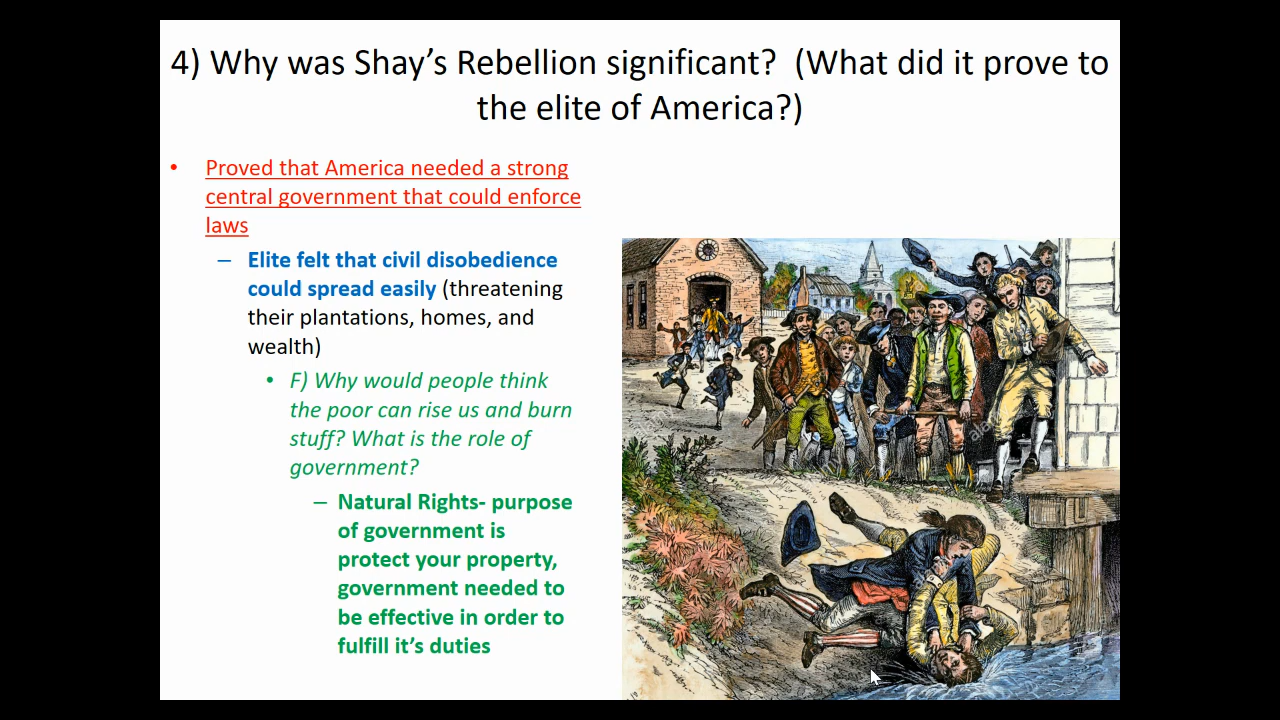 4) Why was Shay’s Rebellion significant?  (What did it prove to
the elite of America?)
• Proved that America needed a strong
central government that could enforce
laws
– Elite felt that civil disobedience
could spread easily (threatening
their plantations, homes, and
wealth)
• F) Why would people think
the poor can rise us and burn
stuff? What is the role of
government?
– Natural Rights- purpose
of government is
protect your property,
government needed to
be effective in order to
fulfill it’s duties